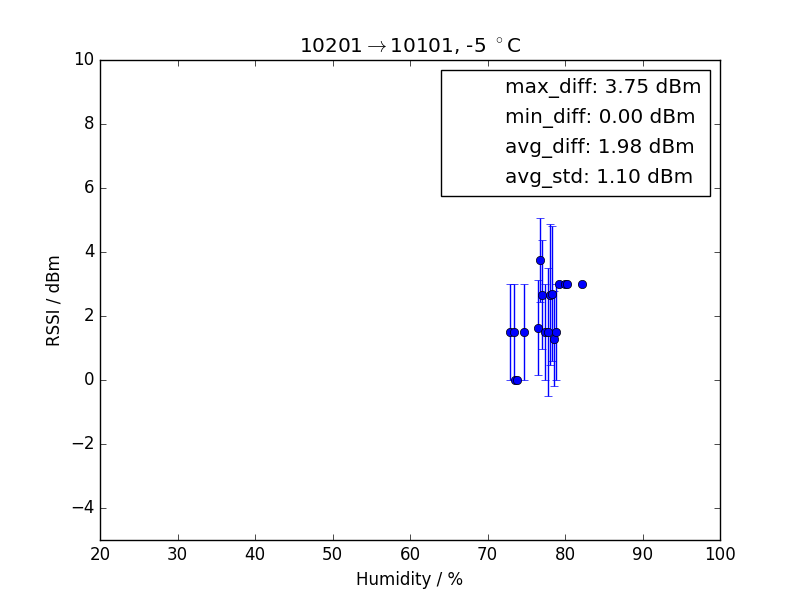 10201→10101, -5 °C
10
8
6
4
2
0
−2
−4
RSSI / dBm
max_diff: 3.75 dBm
min_diff: 0.00 dBm
avg_diff: 1.98 dBm
avg_std: 1.10 dBm
20 30 40 50 60 70 80 90 100
Humidity / %